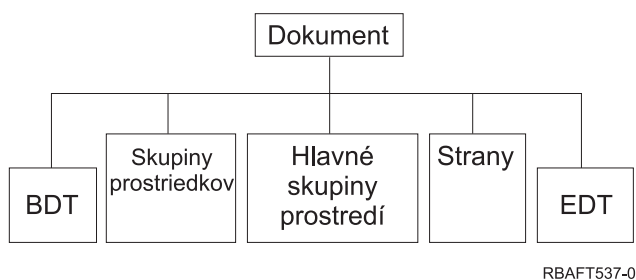 Dokument
BDT
Skupiny
prostriedkov
Hlavné
skupiny
prostredí
Strany
EDT
RBAFT537-0